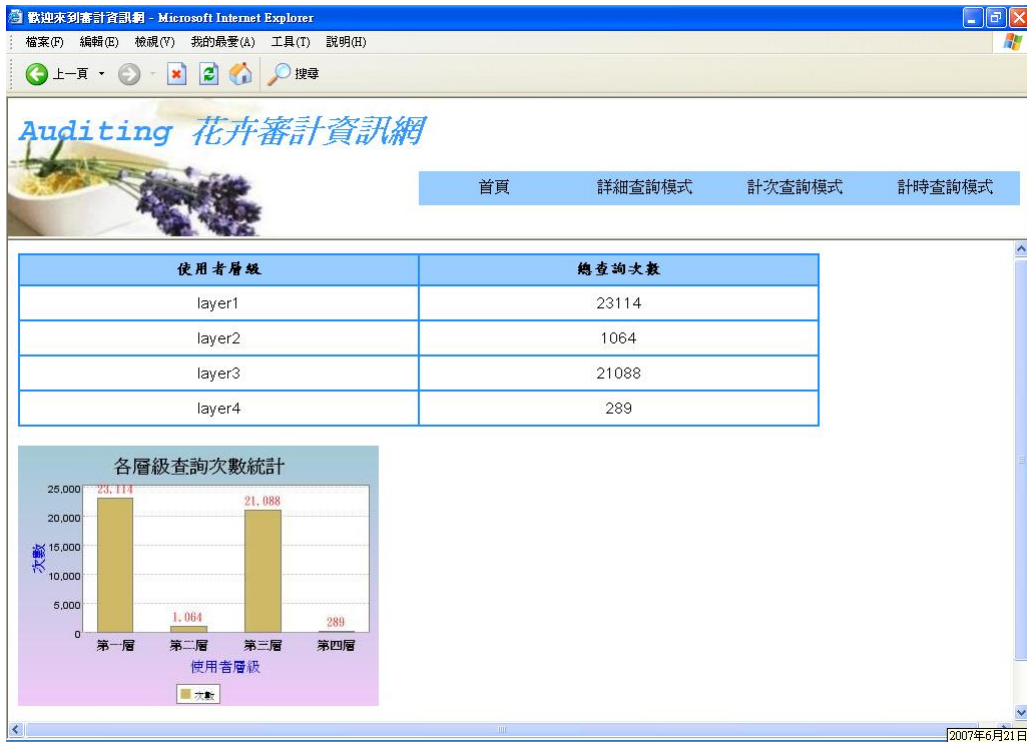 歡迎來到審計資訊網 - Microsoft Internet Explorer
檔案(F) 編輯(E) 檢視(V) 我的最愛(A) 工具(T) 說明(H)
上一頁 搜尋
Auditing 花卉審計資訊網
首頁 詳細查詢模式 計次查詢模式 計時查詢模式
使用者層級 總查詢次數
layer1 23114
layer2 1064
layer3 21088
layer4 289
各層級查詢次數統計
25,000
20,000
15,000
10,000
5,000
0
次數
23,114
1,064
21,088
289
第一層 第二層 第三層 第四層
使用者層級
次數
2007年6月21日